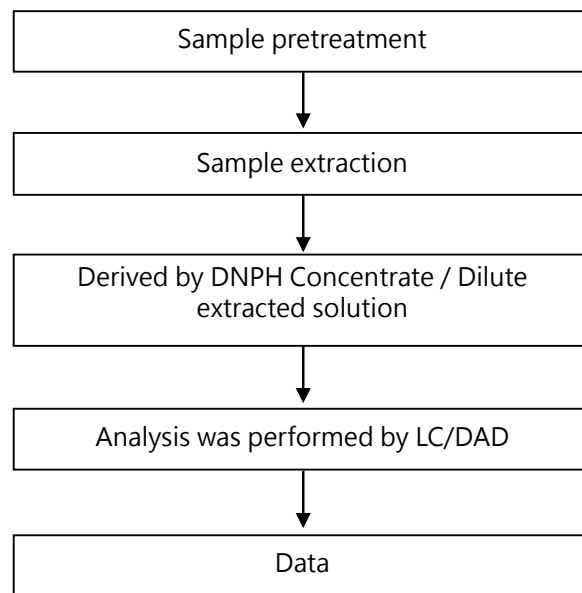 Sample pretreatment
Sample extraction
Derived by DNPH Concentrate / Dilute
extracted solution
Analysis was performed by LC/DAD
Data